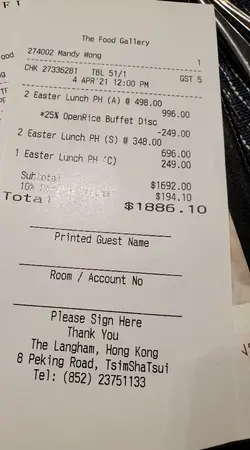 The Food Gallery
274002 Mandy Wong 1
CHK 27336281 TBL 51/1 GST 5
4 APR'21 12:00 PM
2 Easter Lunch PH (A) @ 498.00
996.00
*25% OpenRice Buffet Disc
-249.00
2 Easter Lunch PH (S) @ 348.00
696.00
1 Easter Lunch PH (C) 249.00
Subtotal $1692.00
10% $194.10
Total $1886.10
Printed Guest Name
Room / Account No
Please Sign Here
Thank You
The Langham, Hong Kong
8 Peking Road, TsimShaTsui
Tel: (852) 23751133